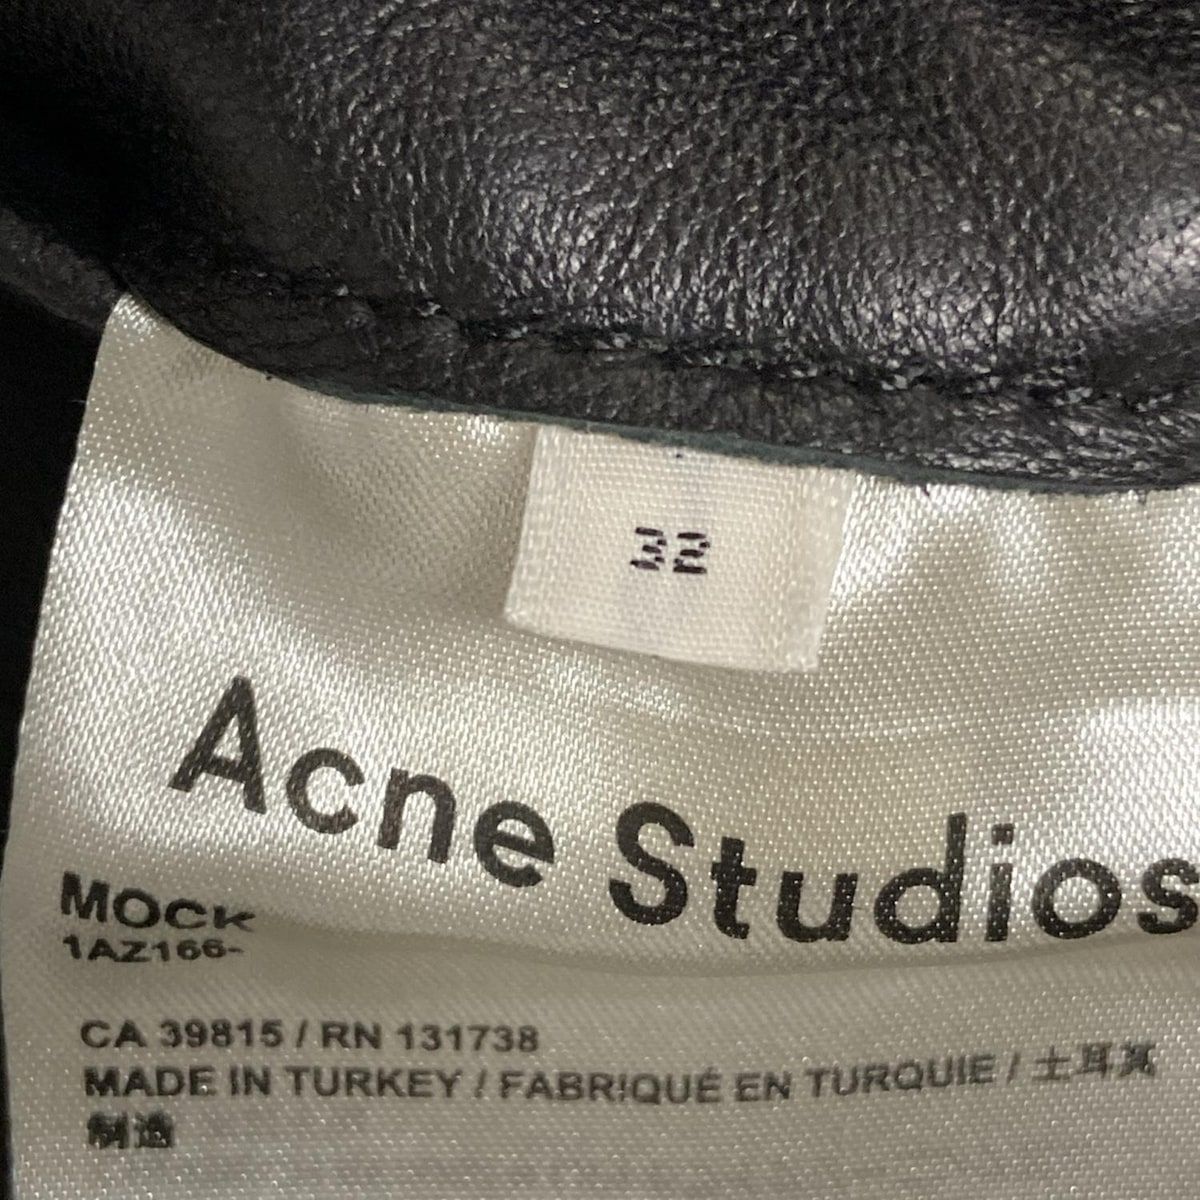 32
Acne Studios
MOCK
1AZ166-
CA 39815 / RN 131738
MADE IN TURKEY / FABRIQUÉ EN TURQUIE / 土耳其
制造